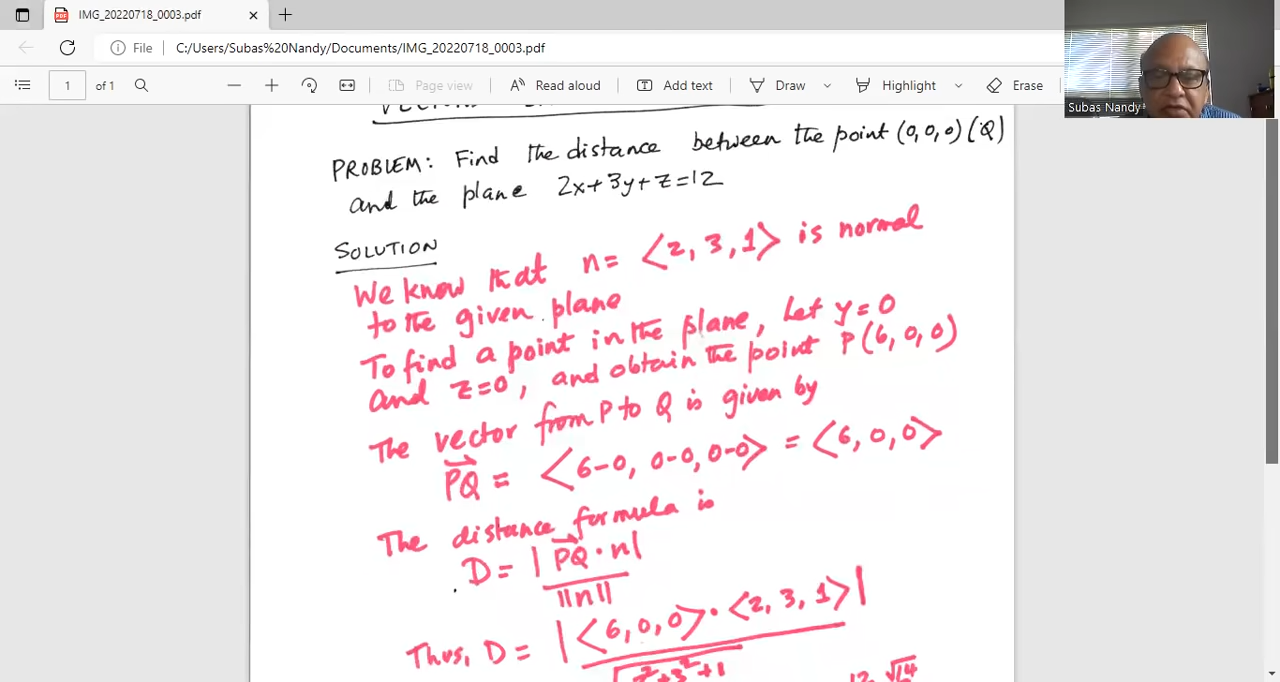 IMG_20220718_0003.pdf
File C:/Users/Subas%20Nandy/Documents/IMG_20220718_0003.pdf
1 of 1 Page view Read aloud Add text Draw Highlight Erase
Subas Nandy
PROBLEM: Find the distance between the point (0,0,0) (Q)
and the plane 2x+3y+z=12
SOLUTION
We know that n= <2, 3, 1> is normal
to the given plane
To find a point in the plane, Let y=0
and z=0, and obtain the point P(6, 0, 0)
The vector from P to Q is given by
PQ = <6-0, 0-0, 0-0> = <6, 0, 0>
The distance formula is
D= |PQ · n|
||n||
Thus, D = |<6, 0, 0> · <2, 3, 1>|